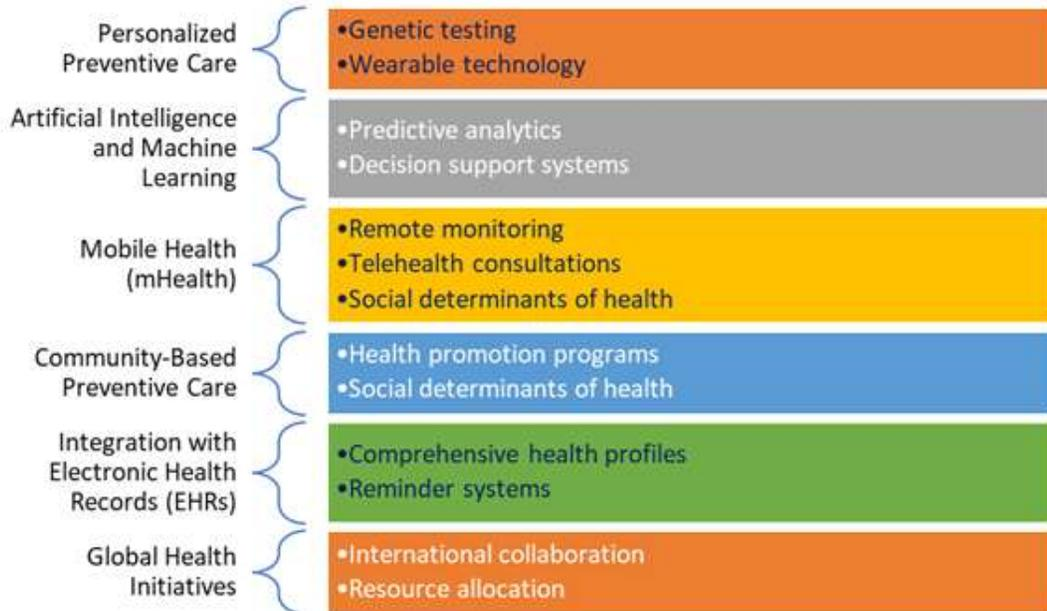 Personalized
Preventive Care
•Genetic testing
•Wearable technology
Artificial Intelligence
and Machine
Learning
•Predictive analytics
•Decision support systems
Mobile Health
(mHealth)
•Remote monitoring
•Telehealth consultations
•Social determinants of health
Community-Based
Preventive Care
•Health promotion programs
•Social determinants of health
Integration with
Electronic Health
Records (EHRs)
•Comprehensive health profiles
•Reminder systems
Global Health
Initiatives
•International collaboration
•Resource allocation